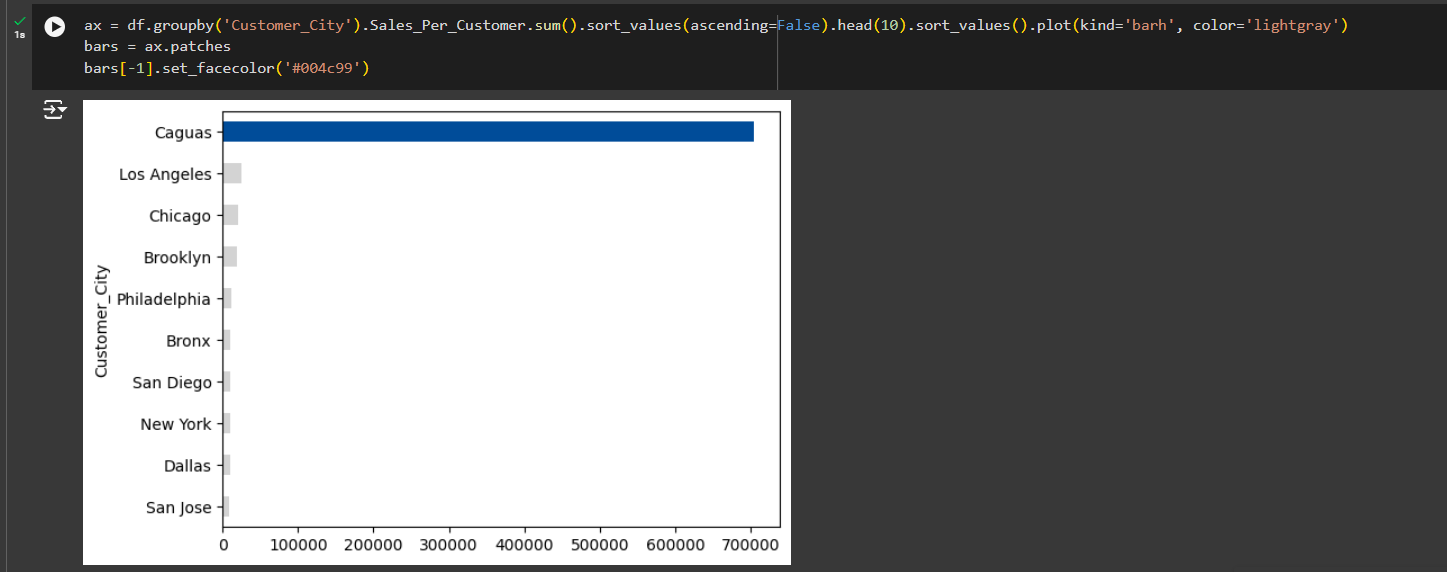 ax = df.groupby('Customer_City').Sales_Per_Customer.sum().sort_values(ascending=False).head(10).sort_values().plot(kind='barh', color='lightgray')
bars = ax.patches
bars[-1].set_facecolor('#004c99')
1s
Caguas
Los Angeles
Chicago
Brooklyn
Philadelphia
Bronx
San Diego
New York
Dallas
San Jose
Customer_City
0 100000 200000 300000 400000 500000 600000 700000